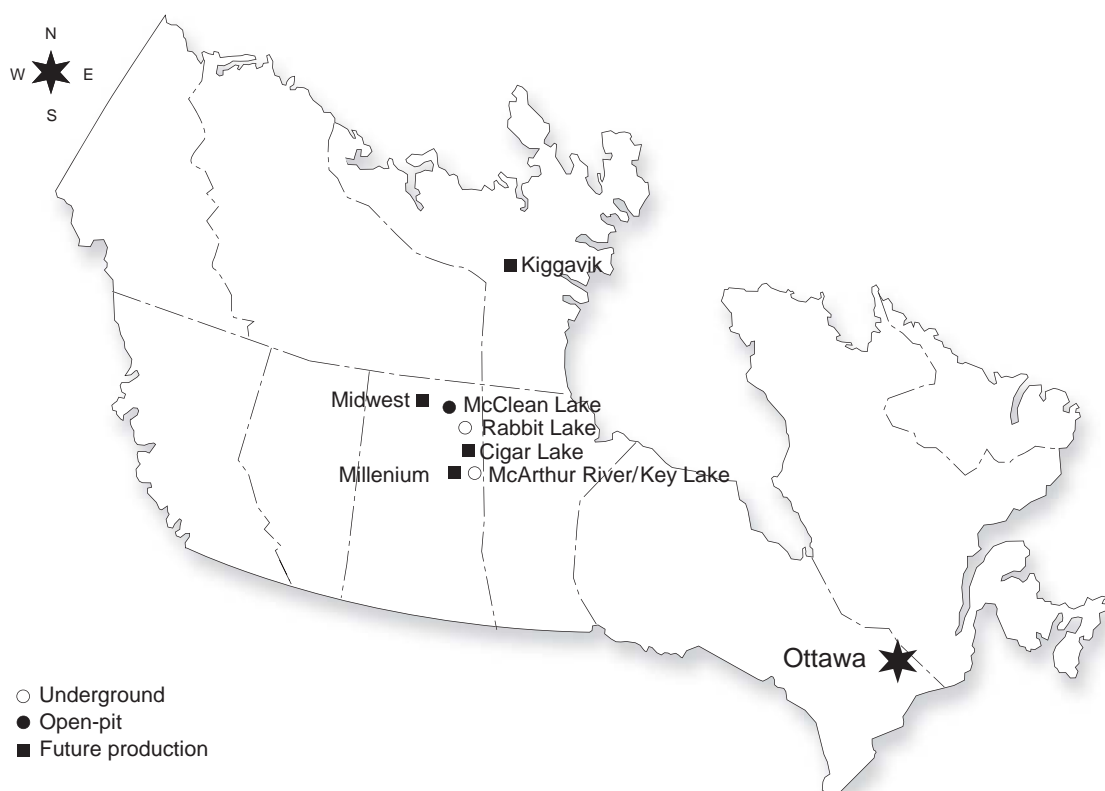 N
W E
S
Kiggavik
Midwest
McClean Lake
Rabbit Lake
Cigar Lake
Millenium
McArthur River/Key Lake
Ottawa
Underground
Open-pit
Future production